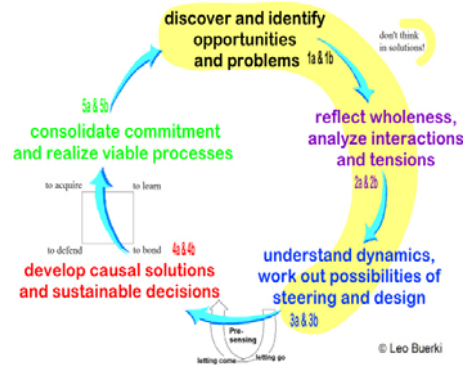 discover and identify
opportunities
and problems 1a & 1b
don't think
in solutions!
reflect wholeness,
analyze interactions
and tensions
2a & 2b
understand dynamics,
work out possibilities of
steering and design
3a & 3b
Pre-
sensing
letting come
letting go
4a & 4b
develop causal solutions
and sustainable decisions
to acquire
to learn
to defend
to bond
5a & 5b
consolidate commitment
and realize viable processes
© Leo Buerki